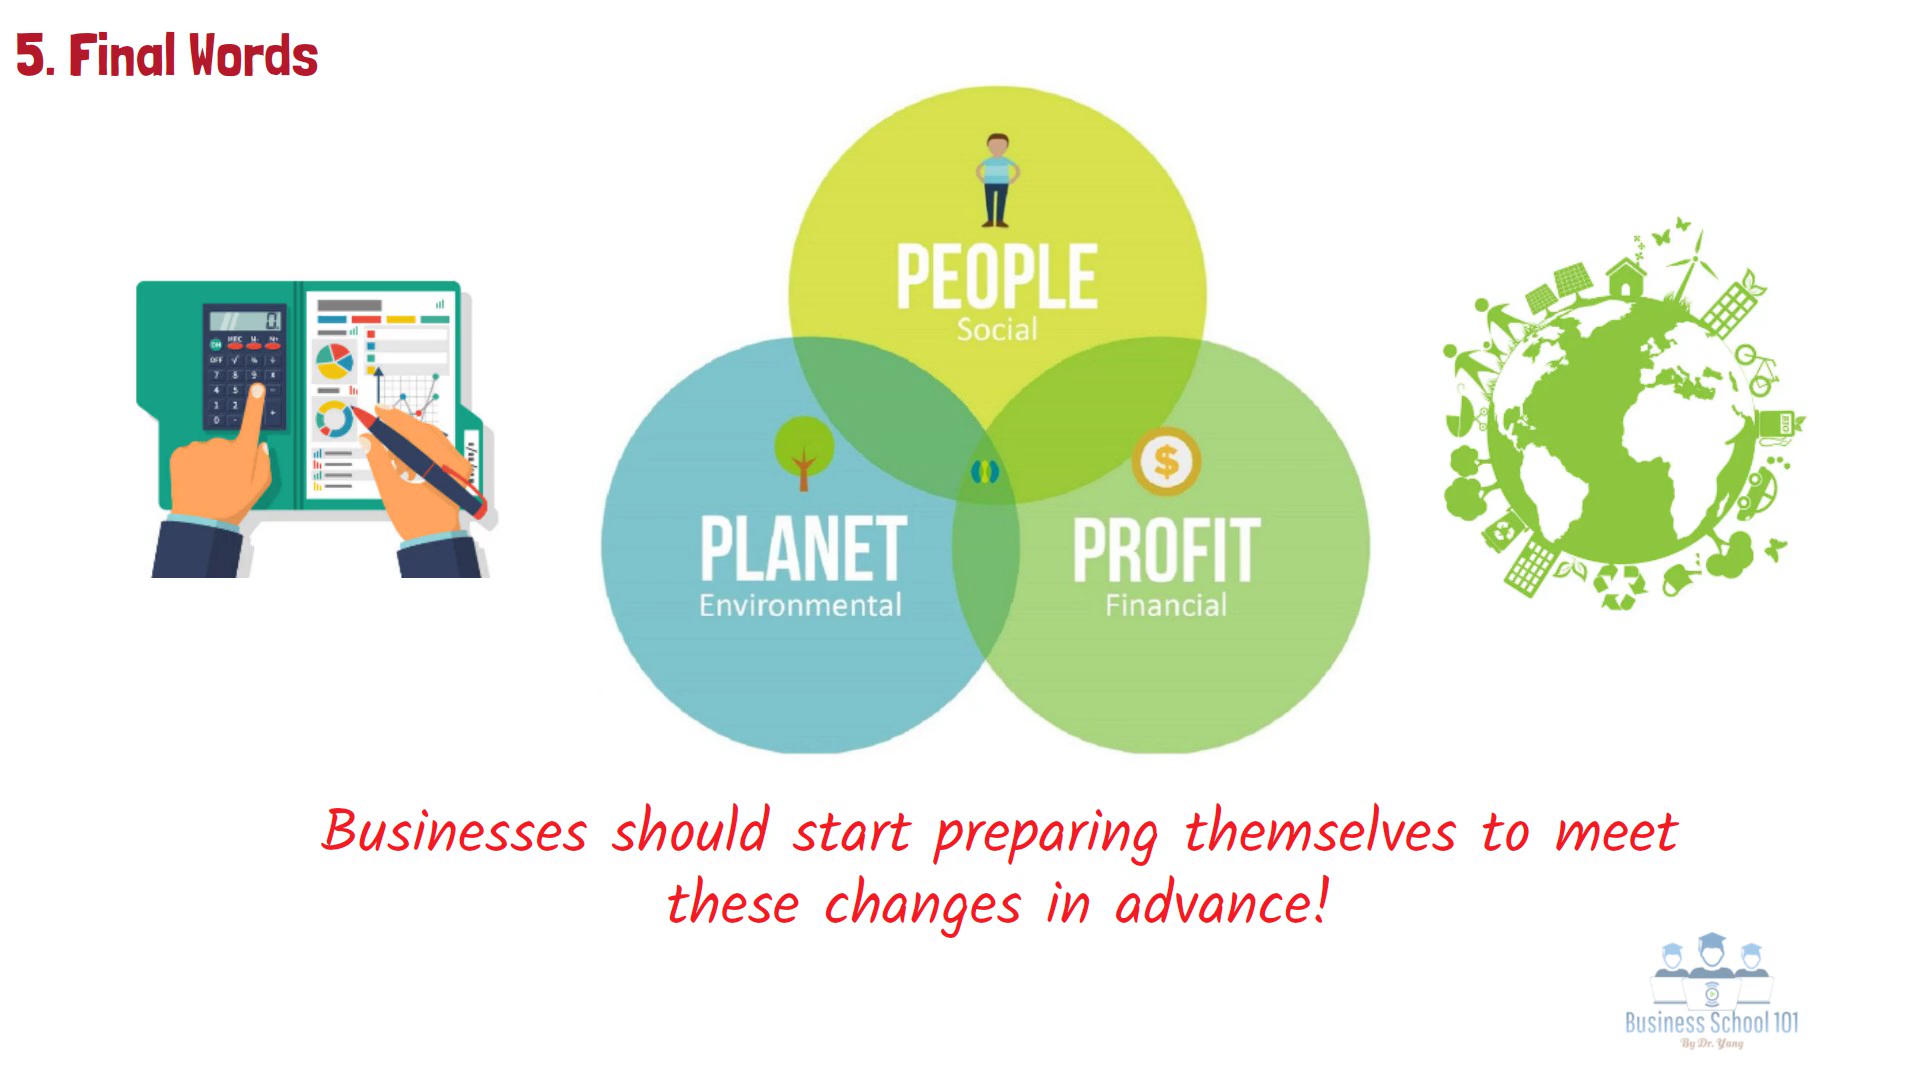 5. Final Words
PEOPLE
Social
PLANET
Environmental
$
PROFIT
Financial
Businesses should start preparing themselves to meet
these changes in advance!
Business School 101
By Dr. Yang